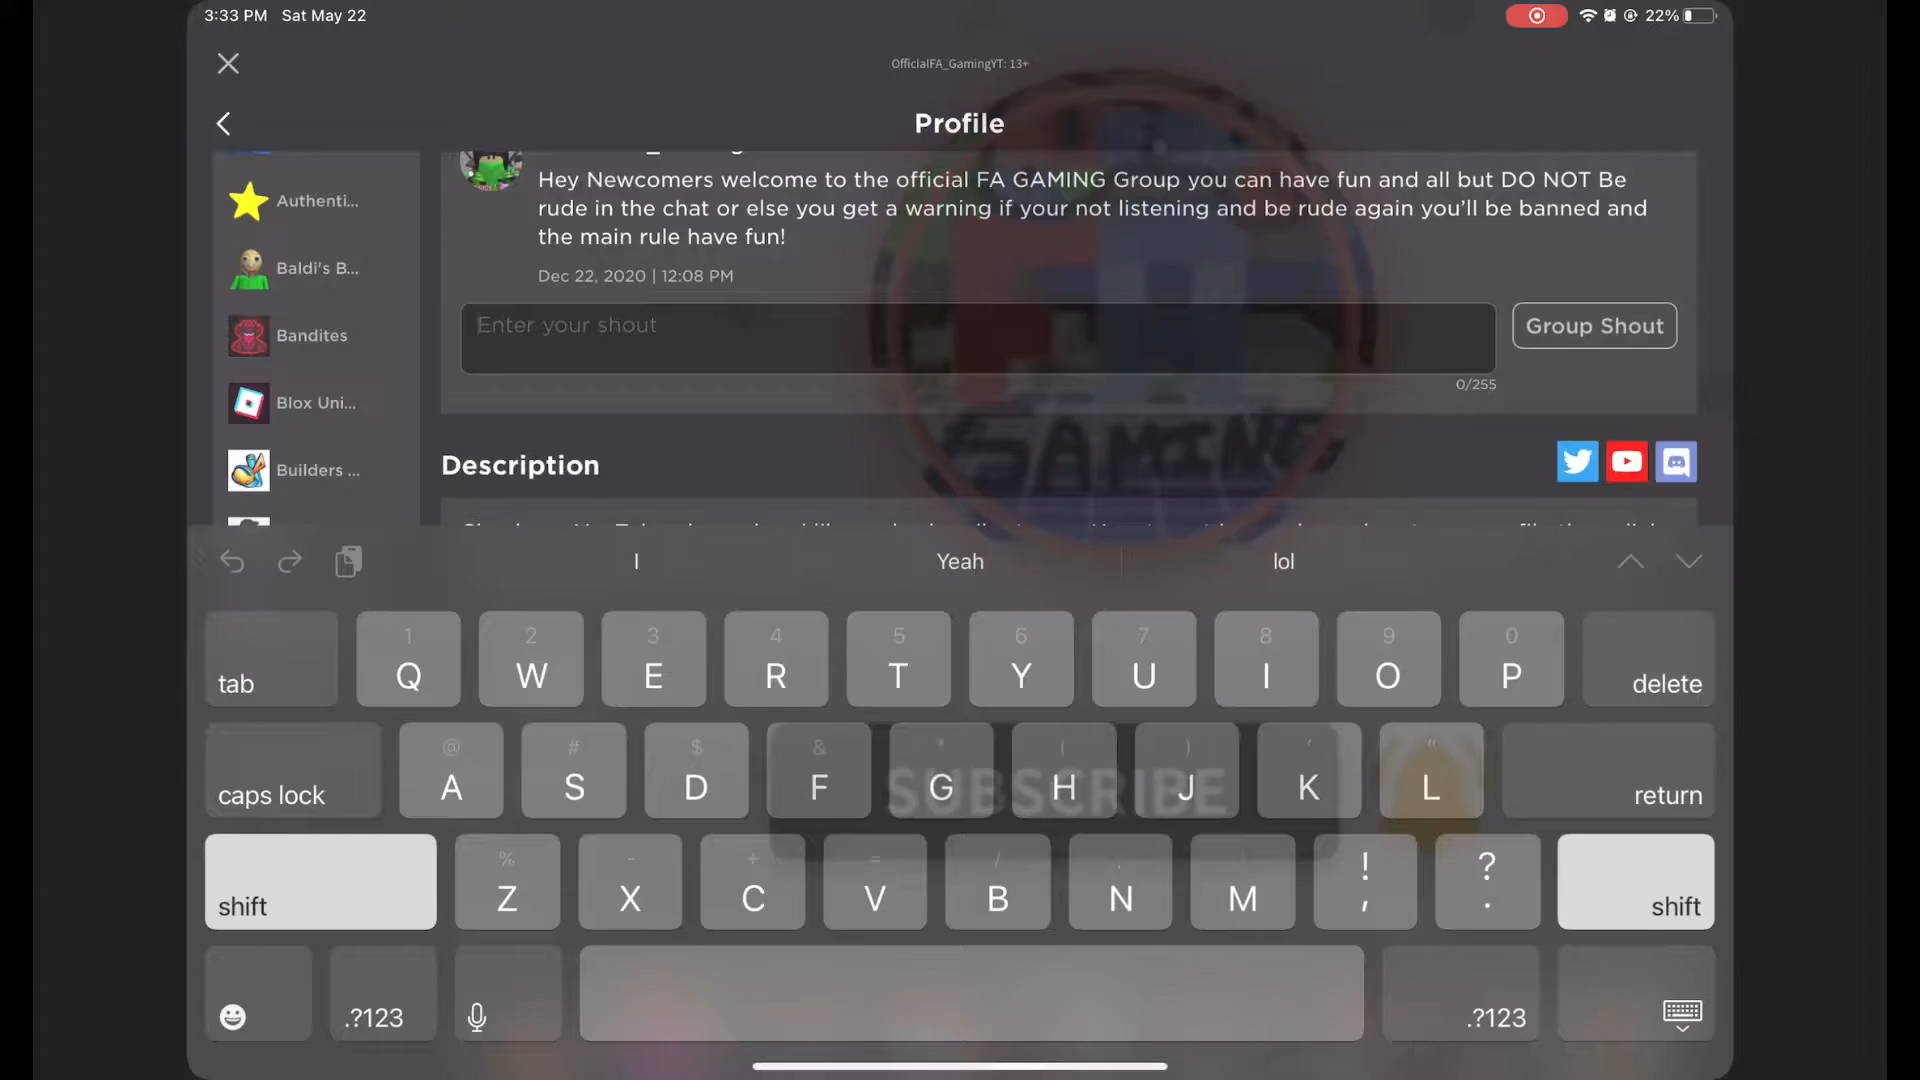 3:33 PM Sat May 22
22%
OfficialFA_GamingYT: 13+
Profile
Authenti...
Baldi's B...
Bandites
Blox Uni...
Builders ...
Hey Newcomers welcome to the official FA GAMING Group you can have fun and all but DO NOT Be
rude in the chat or else you get a warning if your not listening and be rude again you'll be banned and
the main rule have fun!
Dec 22, 2020 | 12:08 PM
Enter your shout
Group Shout
0/255
GAMING
Description
I Yeah lol
1 2 3 4 5 6 7 8 9 0
tab Q W E R T Y U I O P delete
@ # $ & * ( ) ' "
caps lock A S D F G H J K L return
SUBSCRIBE
% - + = / ; : ! ?
shift Z X C V B N M , . shift
.?123 .?123